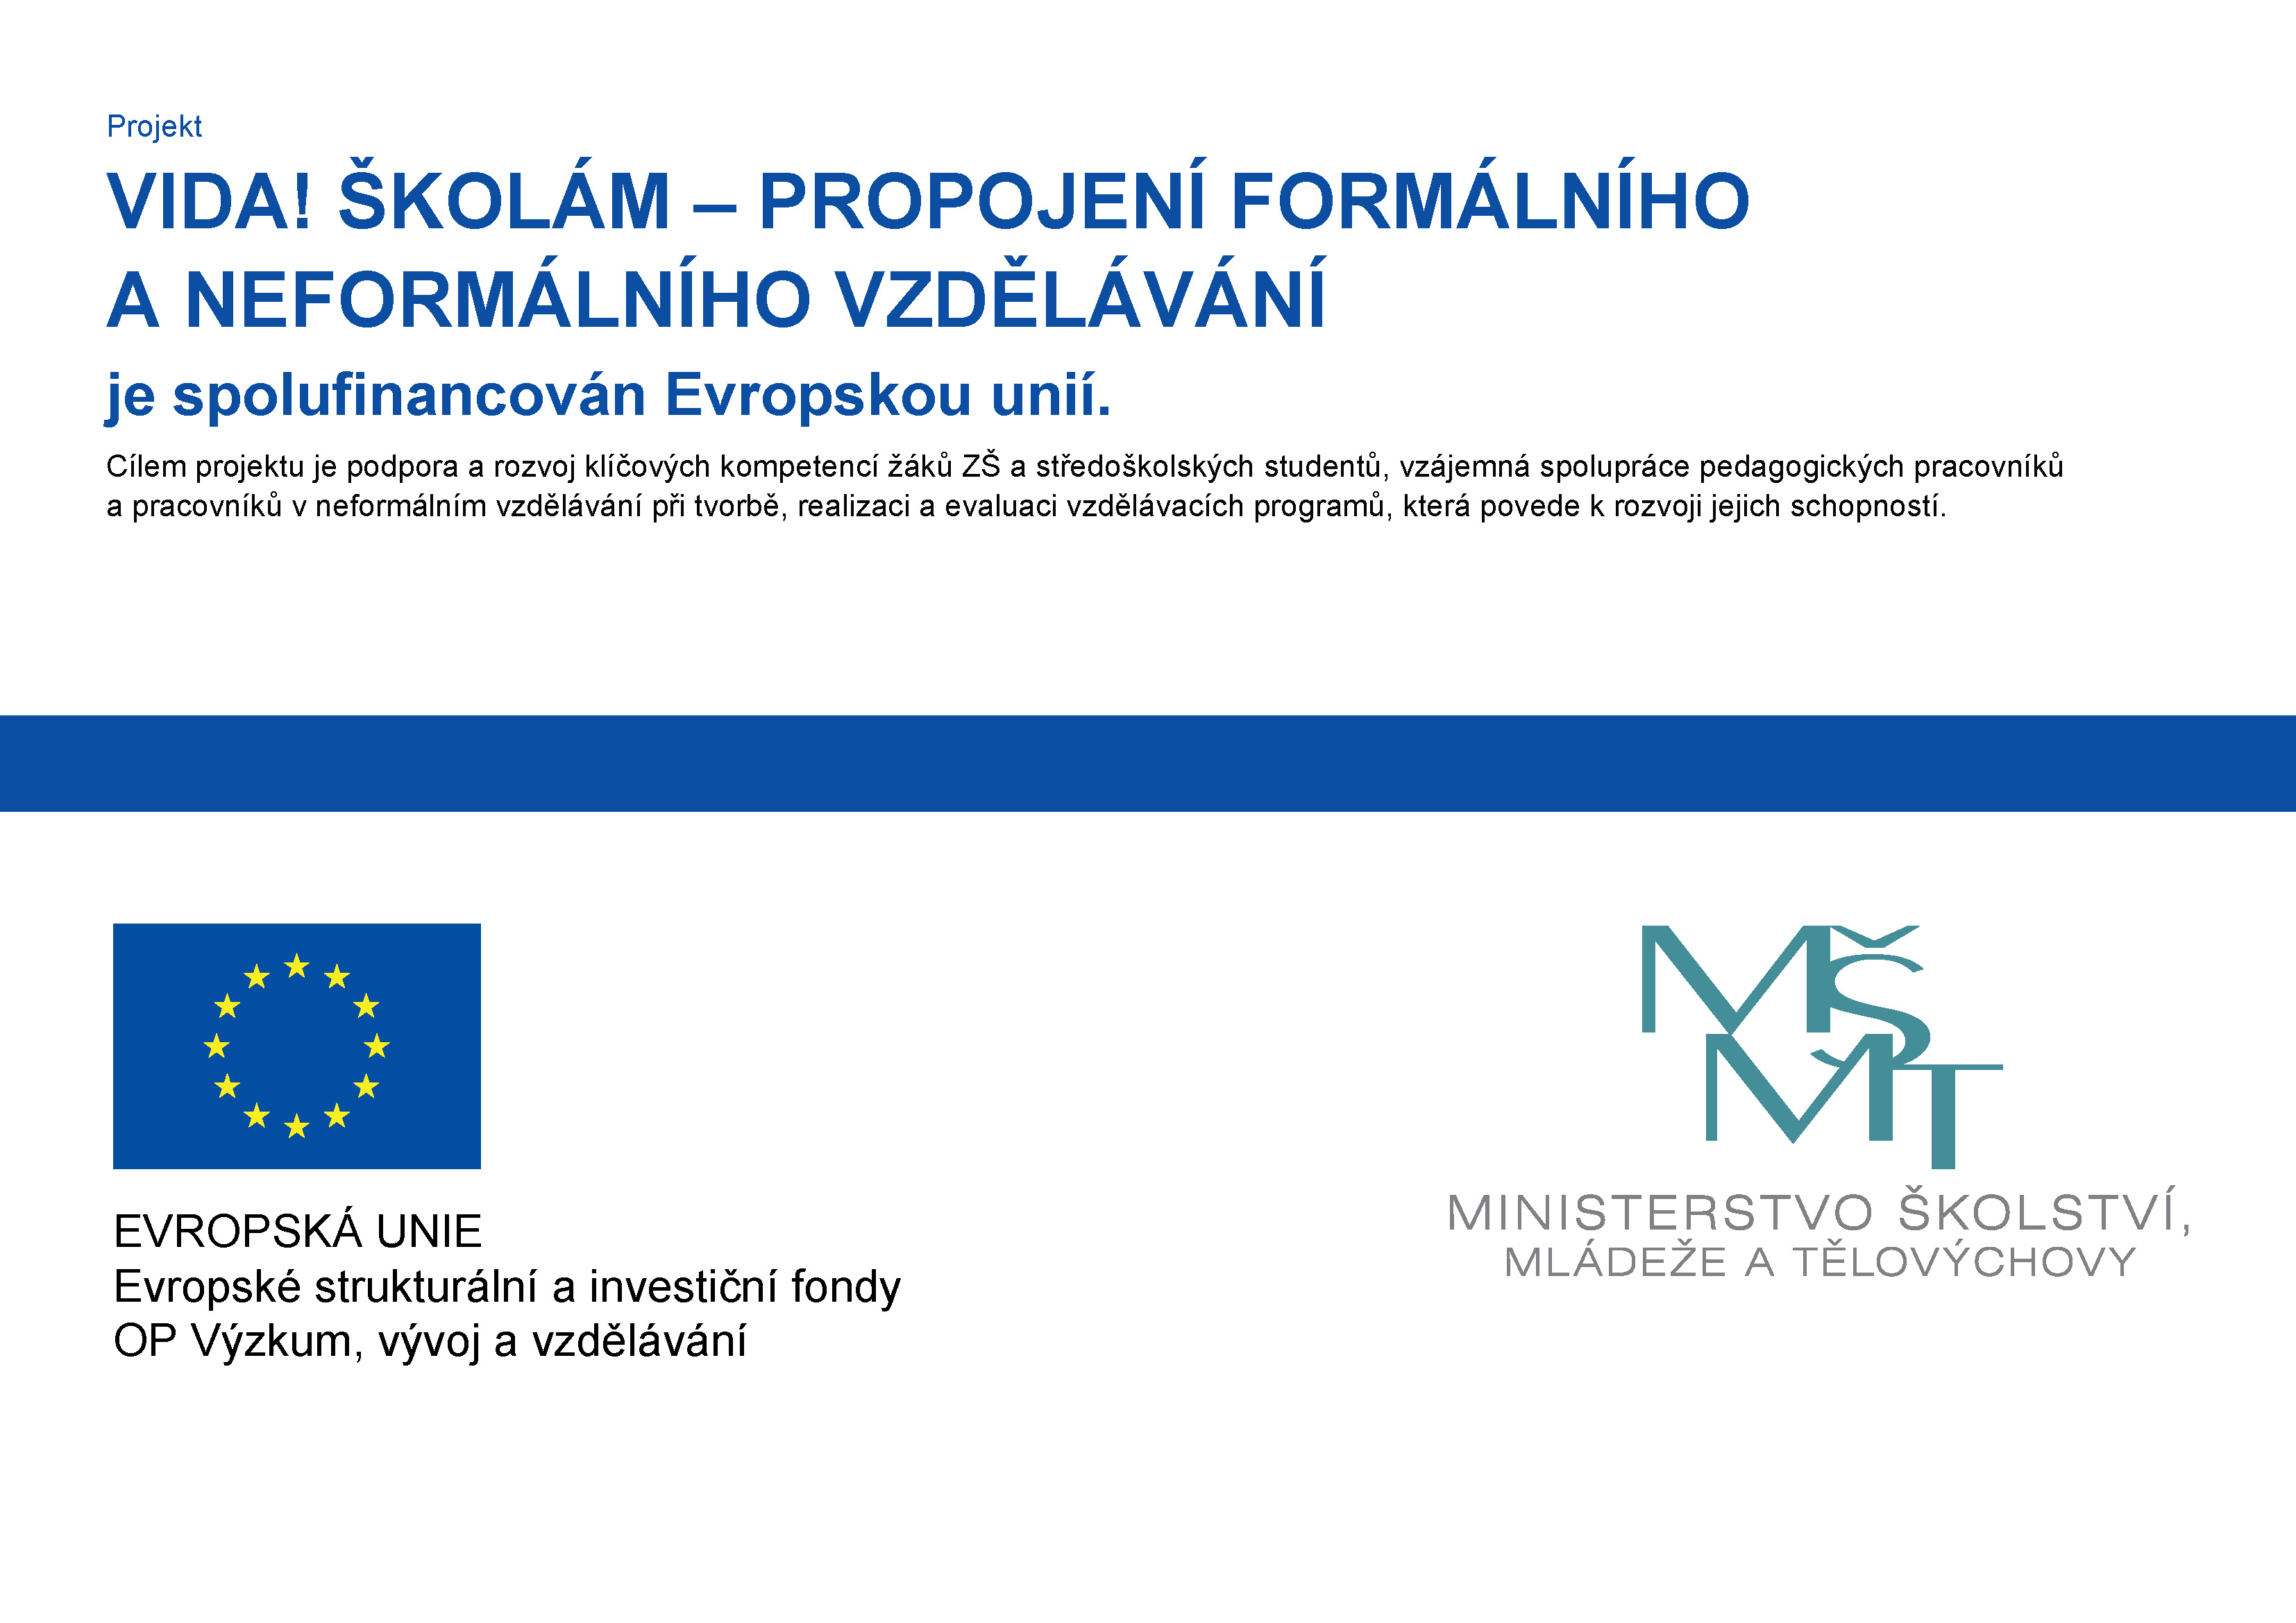 Projekt
VIDA! ŠKOLÁM – PROPOJENÍ FORMÁLNÍHO
A NEFORMÁLNÍHO VZDĚLÁVÁNÍ
je spolufinancován Evropskou unií.
Cílem projektu je podpora a rozvoj klíčových kompetencí žáků ZŠ a středoškolských studentů, vzájemná spolupráce pedagogických pracovníků
a pracovníků v neformálním vzdělávání při tvorbě, realizaci a evaluaci vzdělávacích programů, která povede k rozvoji jejich schopností.
EVROPSKÁ UNIE
Evropské strukturální a investiční fondy
OP Výzkum, vývoj a vzdělávání
MŠMT
MINISTERSTVO ŠKOLSTVÍ,
MLÁDEŽE A TĚLOVÝCHOVY